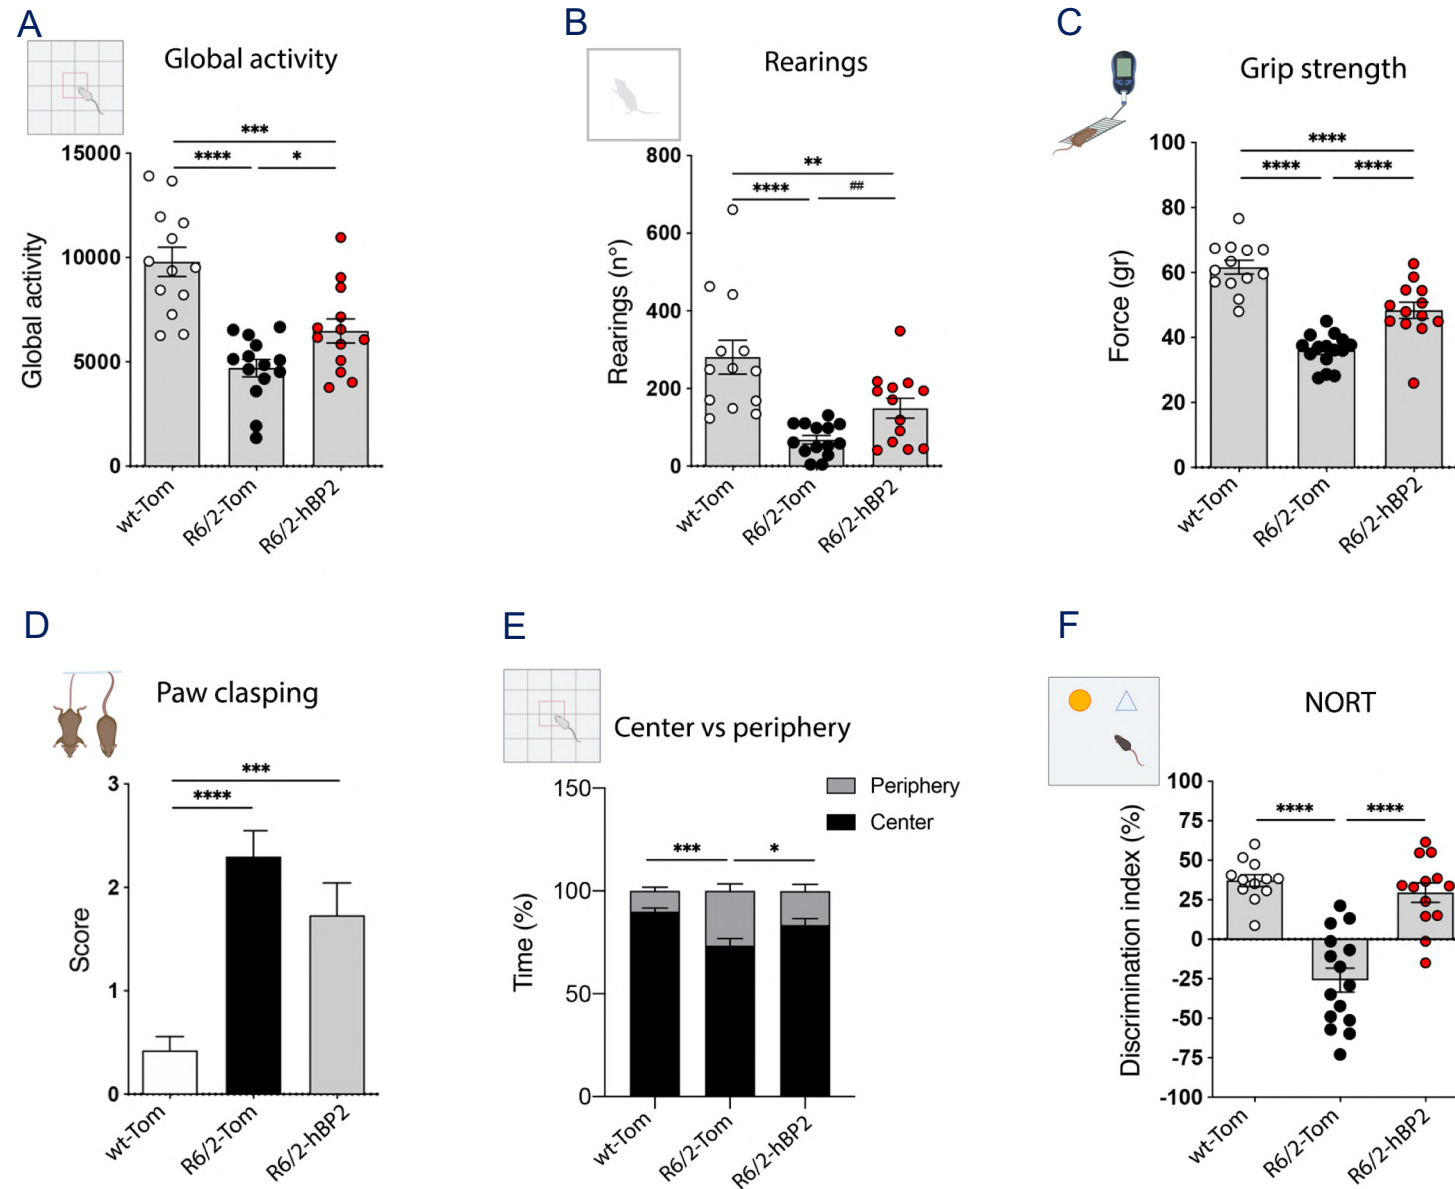 A
Global activity
***
**** *
15000
10000
5000
0
Global activity
wt-Tom
R6/2-Tom
R6/2-hBP2
B
Rearings
**
**** ##
800
600
400
200
0
Rearings (n°)
wt-Tom
R6/2-Tom
R6/2-hBP2
C
Grip strength
****
**** ****
100
80
60
40
20
0
Force (gr)
wt-Tom
R6/2-Tom
R6/2-hBP2
D
Paw clasping
***
****
3
2
1
0
Score
wt-Tom
R6/2-Tom
R6/2-hBP2
E
Center vs periphery
Periphery
Center
*** *
150
100
50
0
Time (%)
wt-Tom
R6/2-Tom
R6/2-hBP2
F
NORT
**** ****
100
75
50
25
0
-25
-50
-75
-100
Discrimination index (%)
wt-Tom
R6/2-Tom
R6/2-hBP2